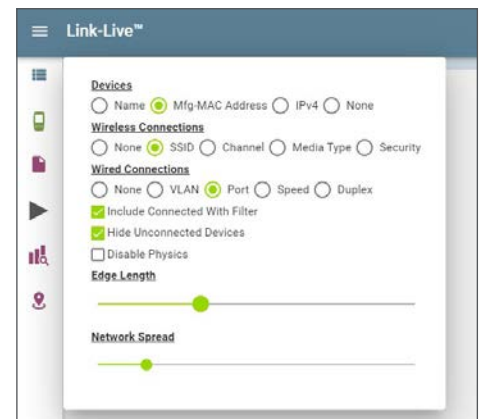 Link-Live™
Devices
Name Mfg-MAC Address IPv4 None
Wireless Connections
None SSID Channel Media Type Security
Wired Connections
None VLAN Port Speed Duplex
Include Connected With Filter
Hide Unconnected Devices
Disable Physics
Edge Length
Network Spread